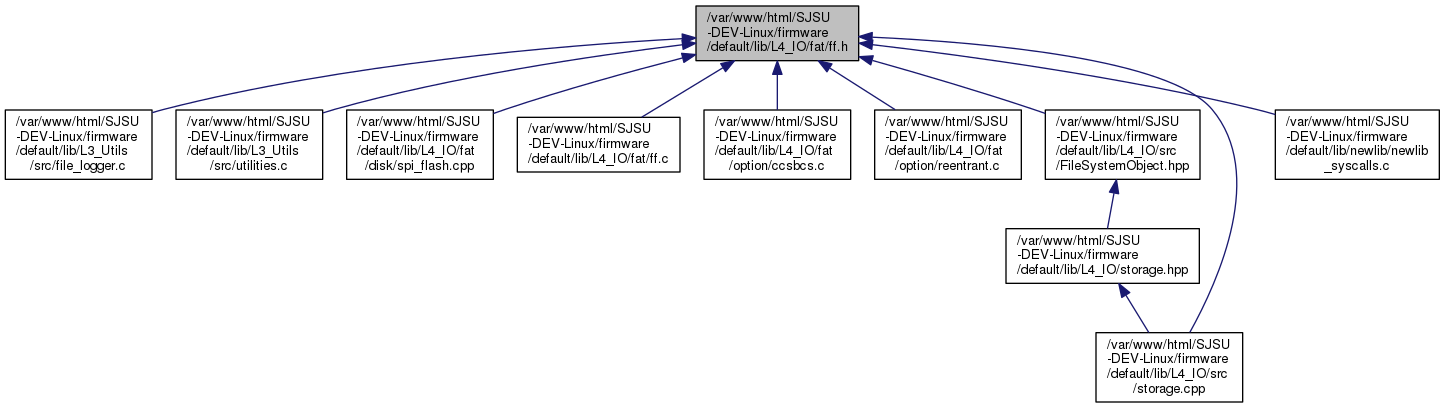 /var/www/html/SJSU
-DEV-Linux/firmware
/default/lib/L4_IO/fat/ff.h
/var/www/html/SJSU
-DEV-Linux/firmware
/default/lib/L3_Utils
/src/file_logger.c
/var/www/html/SJSU
-DEV-Linux/firmware
/default/lib/L3_Utils
/src/utilities.c
/var/www/html/SJSU
-DEV-Linux/firmware
/default/lib/L4_IO/fat
/disk/spi_flash.cpp
/var/www/html/SJSU
-DEV-Linux/firmware
/default/lib/L4_IO/fat/ff.c
/var/www/html/SJSU
-DEV-Linux/firmware
/default/lib/L4_IO/fat
/option/ccsbcs.c
/var/www/html/SJSU
-DEV-Linux/firmware
/default/lib/L4_IO/fat
/option/reentrant.c
/var/www/html/SJSU
-DEV-Linux/firmware
/default/lib/L4_IO/src
/FileSystemObject.hpp
/var/www/html/SJSU
-DEV-Linux/firmware
/default/lib/newlib/newlib
_syscalls.c
/var/www/html/SJSU
-DEV-Linux/firmware
/default/lib/L4_IO/storage.hpp
/var/www/html/SJSU
-DEV-Linux/firmware
/default/lib/L4_IO/src
/storage.cpp